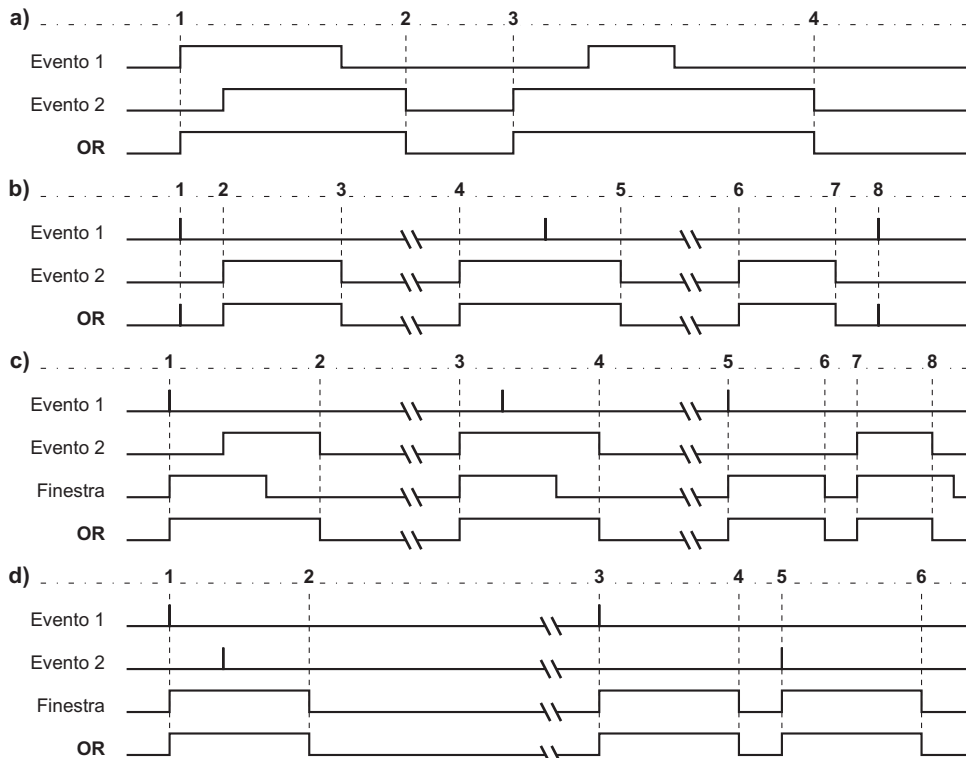 a) 1 2 3 4
Evento 1
Evento 2
OR
b) 1 2 3 4 5 6 7 8
Evento 1
Evento 2
OR
c) 1 2 3 4 5 6 7 8
Evento 1
Evento 2
Finestra
OR
d) 1 2 3 4 5 6
Evento 1
Evento 2
Finestra
OR